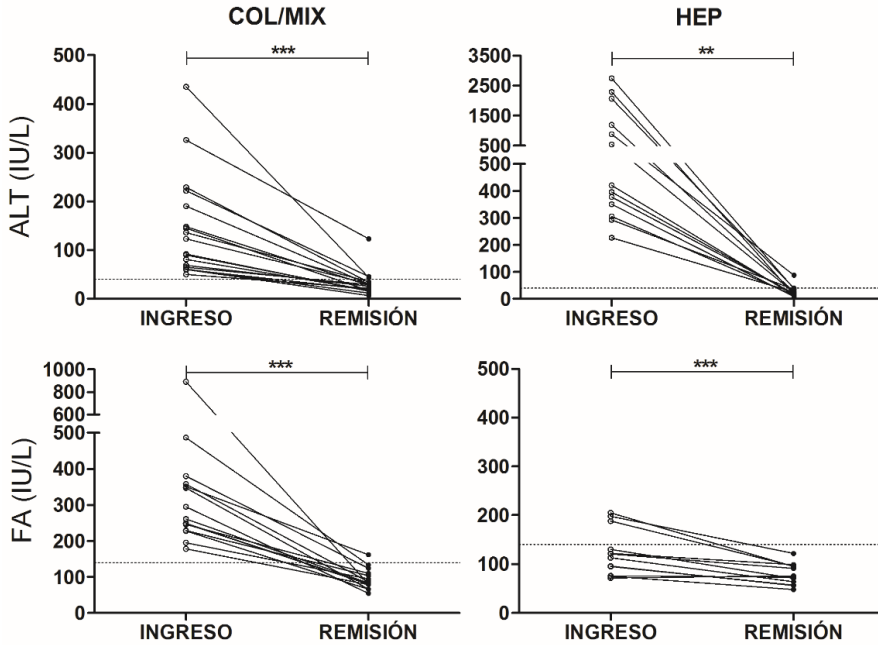 COL/MIX
HEP
ALT (IU/L)
500
400
300
200
100
0
***
INGRESO
REMISIÓN
3500
2500
1500
500
500
400
300
200
100
0
**
INGRESO
REMISIÓN
FA (IU/L)
1000
800
600
500
400
300
200
100
0
***
INGRESO
REMISIÓN
500
400
300
200
100
0
***
INGRESO
REMISIÓN